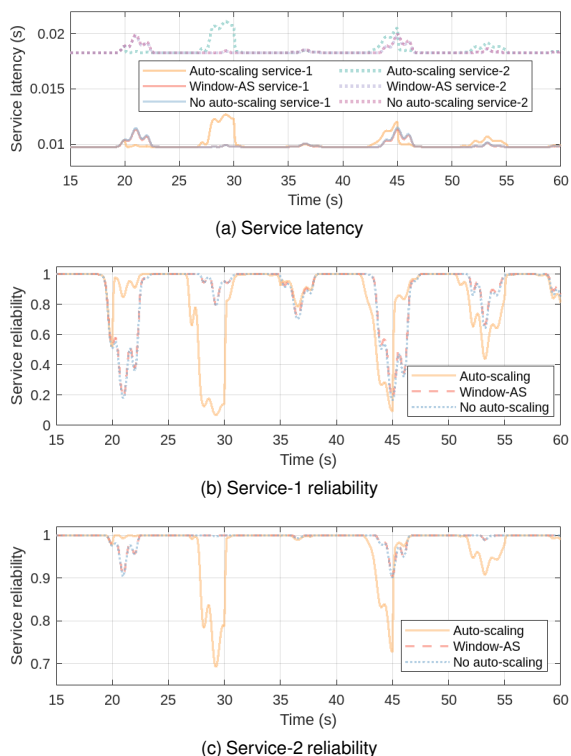 Service latency (s)
0.02
0.015
0.01
Auto-scaling service-1
Window-AS service-1
No auto-scaling service-1
Auto-scaling service-2
Window-AS service-2
No auto-scaling service-2
15 20 25 30 35 40 45 50 55 60
Time (s)
(a) Service latency
Service reliability
1
0.8
0.6
0.4
0.2
0
Auto-scaling
Window-AS
No auto-scaling
15 20 25 30 35 40 45 50 55 60
Time (s)
(b) Service-1 reliability
Service reliability
1
0.9
0.8
0.7
Auto-scaling
Window-AS
No auto-scaling
15 20 25 30 35 40 45 50 55 60
Time (s)
(c) Service-2 reliability